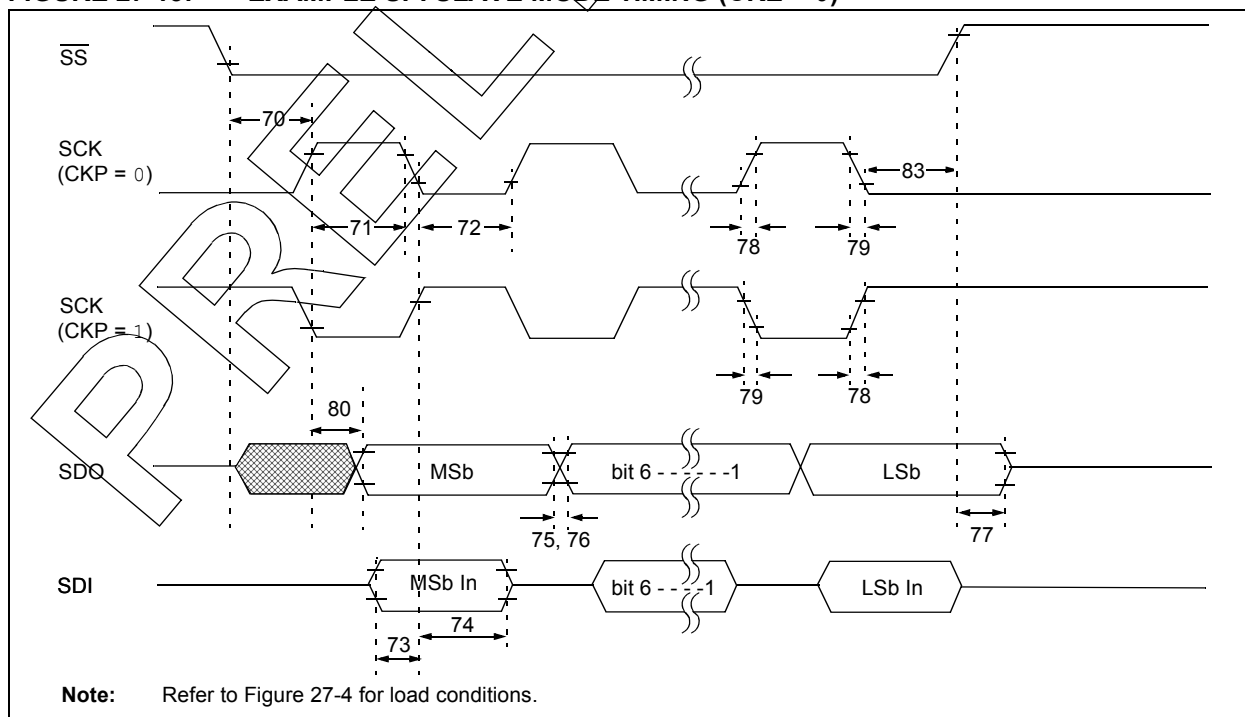 SS
70
SCK
(CKP = 0)
83
71
72
78
79
SCK
(CKP = 1)
79
78
80
SDO
MSb
bit 6 - - - - - - -1
LSb
75, 76
77
SDI
MSb In
bit 6 - - - - -1
LSb In
74
73
Note: Refer to Figure 27-4 for load conditions.
PREL